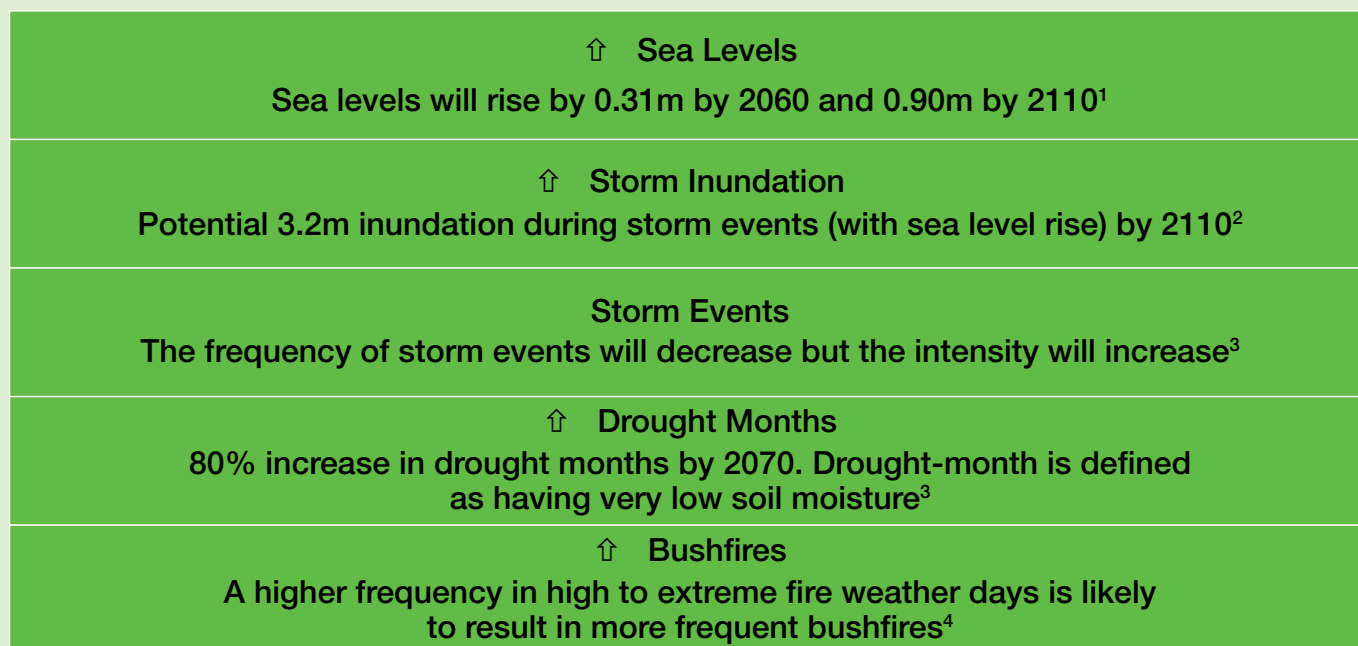 ⇧ Sea Levels
Sea levels will rise by 0.31m by 2060 and 0.90m by 2110¹
⇧ Storm Inundation
Potential 3.2m inundation during storm events (with sea level rise) by 2110²
Storm Events
The frequency of storm events will decrease but the intensity will increase³
⇧ Drought Months
80% increase in drought months by 2070. Drought-month is defined
as having very low soil moisture³
⇧ Bushfires
A higher frequency in high to extreme fire weather days is likely
to result in more frequent bushfires⁴